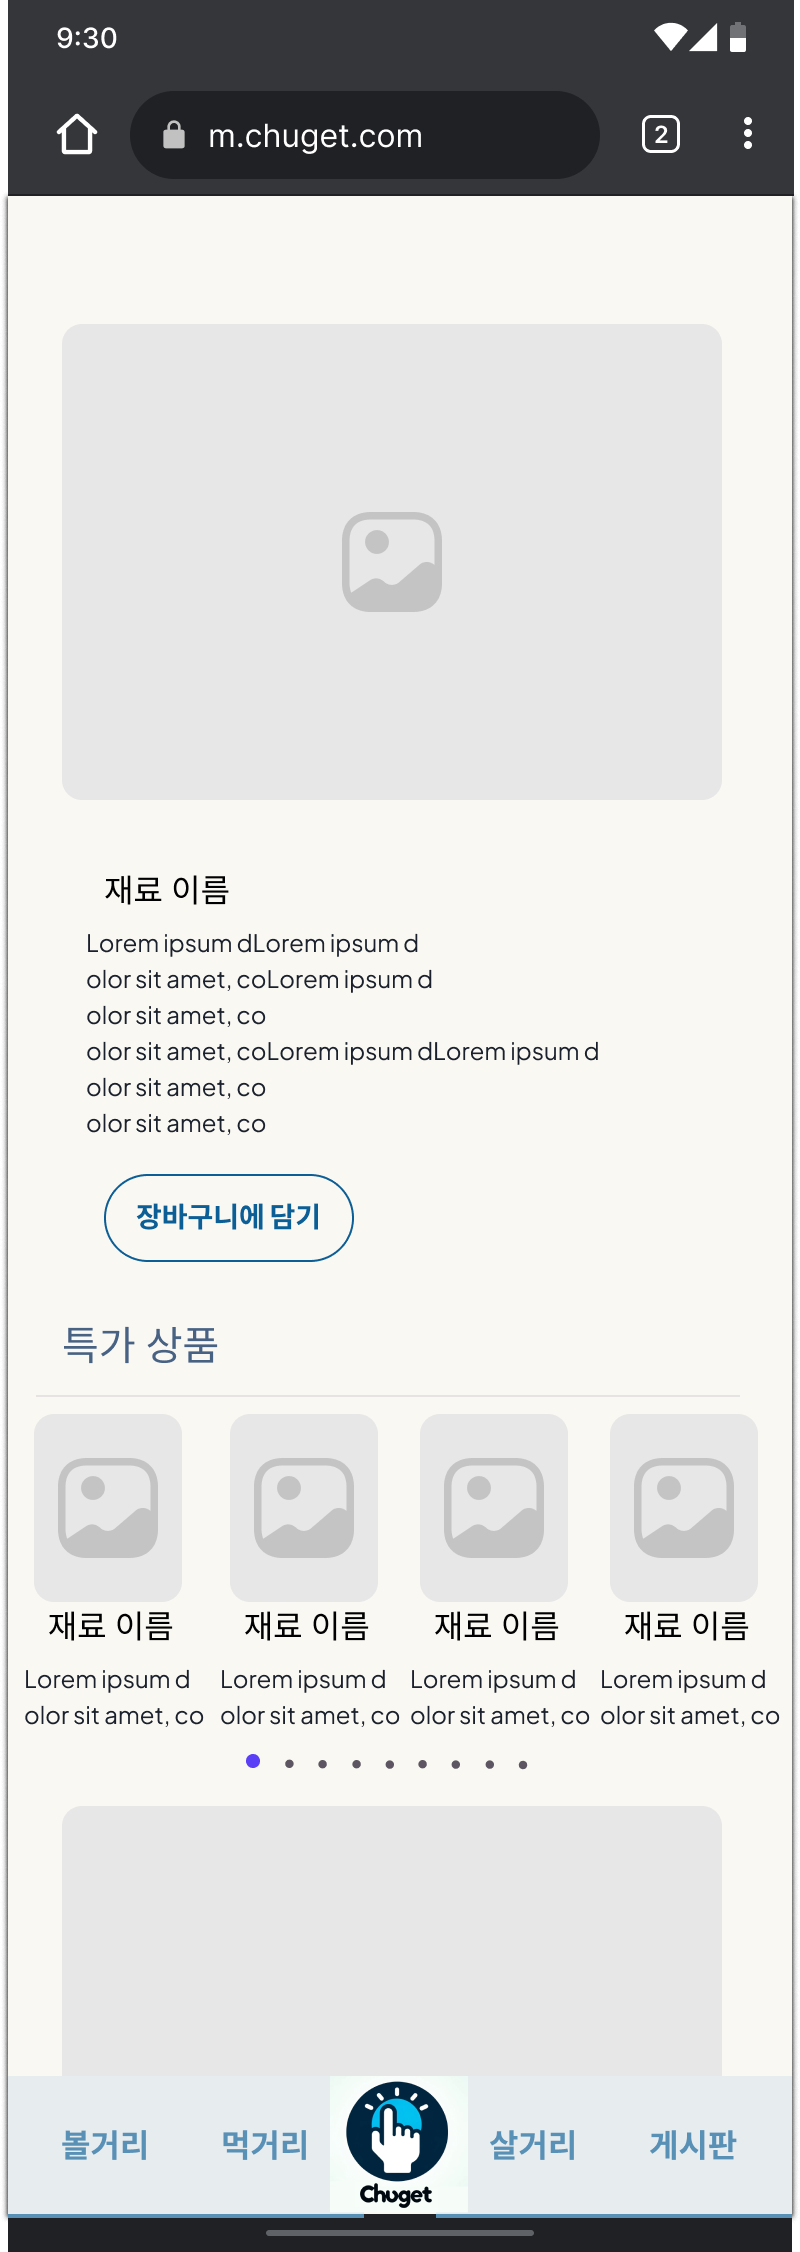 9:30
m.chuget.com
2
재료 이름
Lorem ipsum dLorem ipsum d
olor sit amet, coLorem ipsum d
olor sit amet, co
olor sit amet, coLorem ipsum dLorem ipsum d
olor sit amet, co
olor sit amet, co
장바구니에 담기
특가 상품
재료 이름 재료 이름 재료 이름 재료 이름
Lorem ipsum d Lorem ipsum d Lorem ipsum d Lorem ipsum d
olor sit amet, co olor sit amet, co olor sit amet, co olor sit amet, co
볼거리 먹거리 살거리 게시판
Chuget